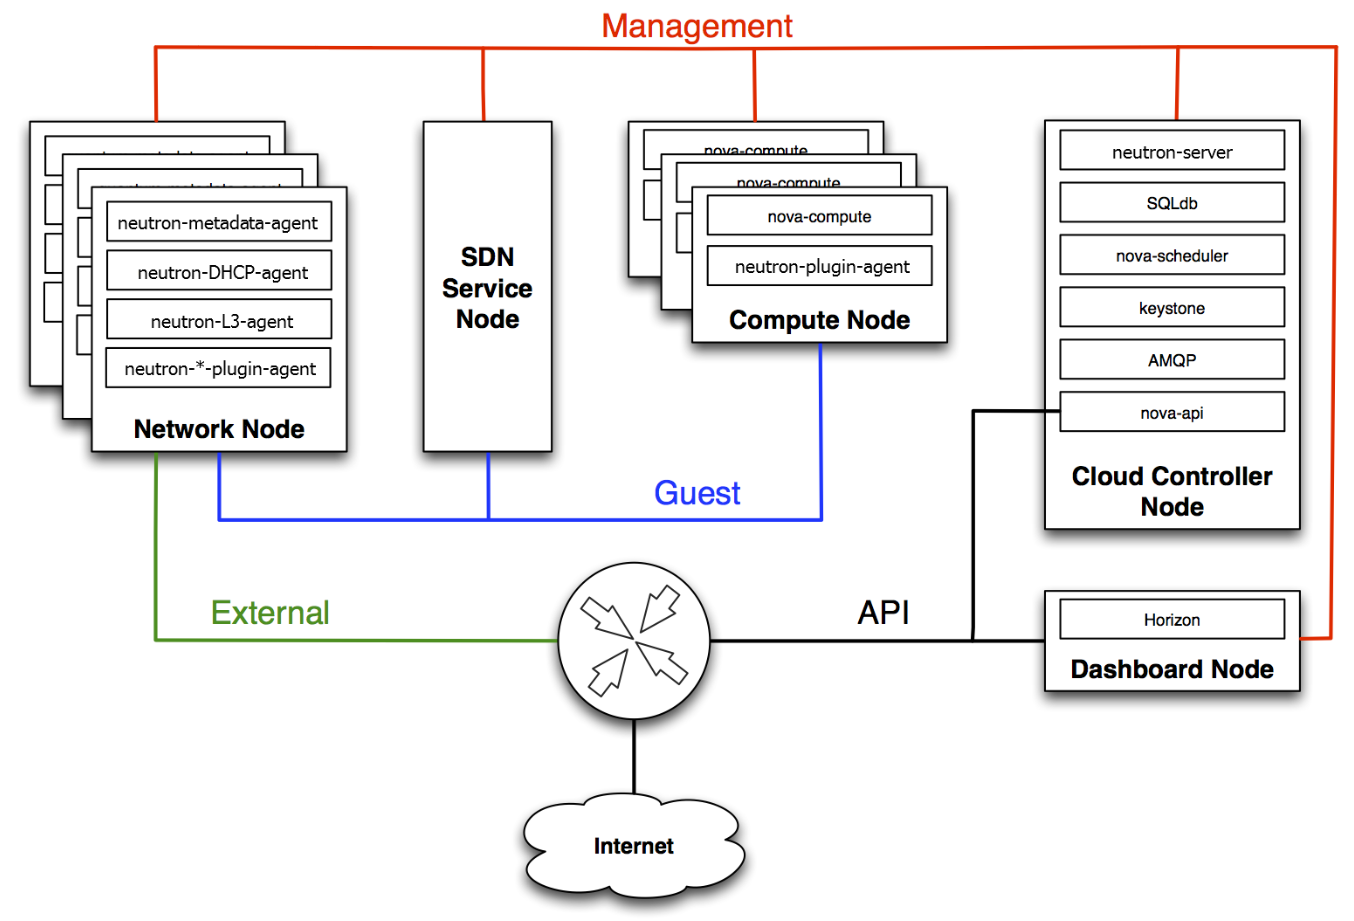 Management
nova-compute
nova-compute
neutron-metadata-agent
neutron-DHCP-agent
neutron-L3-agent
neutron-*-plugin-agent
Network Node
SDN
Service
Node
nova-compute
neutron-plugin-agent
Compute Node
neutron-server
SQLdb
nova-scheduler
keystone
AMQP
nova-api
Cloud Controller
Node
Guest
External
API
Horizon
Dashboard Node
Internet